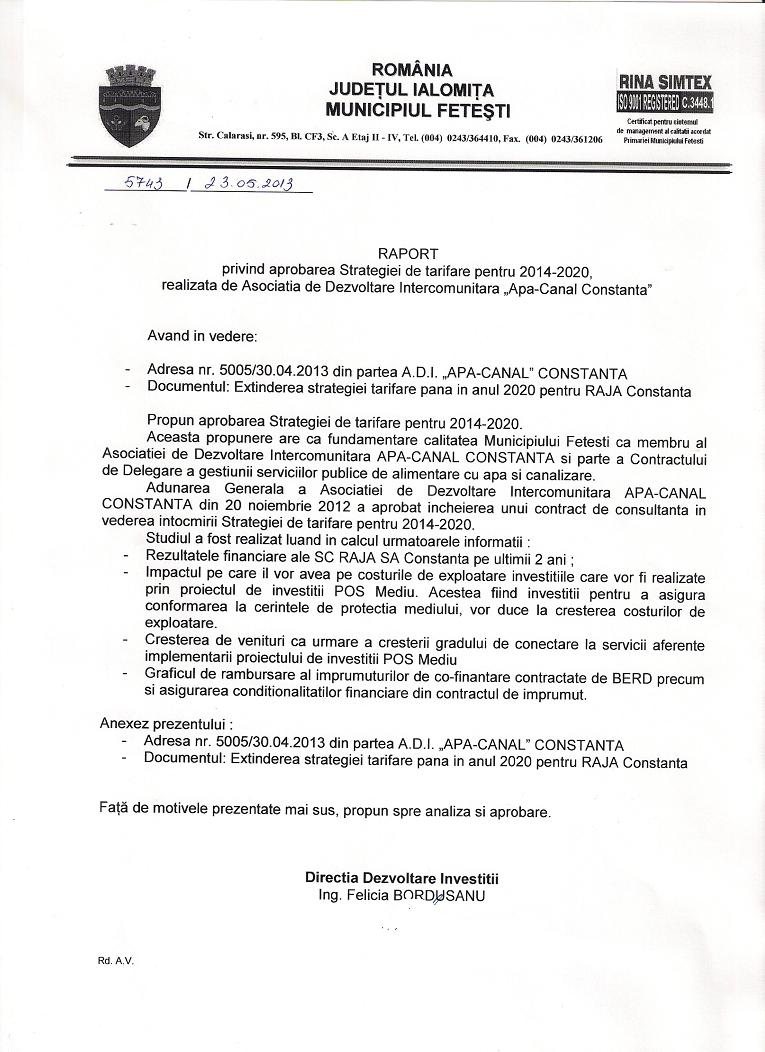 ROMÂNIA
JUDEŢUL IALOMIŢA
MUNICIPIUL FETEŞTI
Str. Calarasi, nr. 595, Bl. CF3, Sc. A Etaj II - IV, Tel. (004) 0243/364410, Fax. (004) 0243/361206
RINA SIMTEX
ISO 9001 REGISTERED C.3448.1
Certificat pentru sistemul
de management al calitatii acordat
Primariei Municipiului Fetesti
5743 / 23.05.2013
RAPORT
privind aprobarea Strategiei de tarifare pentru 2014-2020,
realizata de Asociatia de Dezvoltare Intercomunitara „Apa-Canal Constanta”
Avand in vedere:
- Adresa nr. 5005/30.04.2013 din partea A.D.I. „APA-CANAL” CONSTANTA
- Documentul: Extinderea strategiei tarifare pana in anul 2020 pentru RAJA Constanta
Propun aprobarea Strategiei de tarifare pentru 2014-2020.
Aceasta propunere are ca fundamentare calitatea Municipiului Fetesti ca membru al
Asociatiei de Dezvoltare Intercomunitara APA-CANAL CONSTANTA si parte a Contractului
de Delegare a gestiunii serviciilor publice de alimentare cu apa si canalizare.
Adunarea Generala a Asociatiei de Dezvoltare Intercomunitara APA-CANAL
CONSTANTA din 20 noiembrie 2012 a aprobat incheierea unui contract de consultanta in
vederea intocmirii Strategiei de tarifare pentru 2014-2020.
Studiul a fost realizat luand in calcul urmatoarele informatii :
- Rezultatele financiare ale SC RAJA SA Constanta pe ultimii 2 ani ;
- Impactul pe care il vor avea pe costurile de exploatare investitiile care vor fi realizate
prin proiectul de investitii POS Mediu. Acestea fiind investitii pentru a asigura
conformarea la cerintele de protectia mediului, vor duce la cresterea costurilor de
exploatare.
- Cresterea de venituri ca urmare a cresterii gradului de conectare la servicii aferente
implementarii proiectului de investitii POS Mediu
- Graficul de rambursare al imprumuturilor de co-finantare contractate de BERD precum
si asigurarea conditionalitatilor financiare din contractul de imprumut.
Anexez prezentului :
- Adresa nr. 5005/30.04.2013 din partea A.D.I. „APA-CANAL” CONSTANTA
- Documentul: Extinderea strategiei tarifare pana in anul 2020 pentru RAJA Constanta
Faţă de motivele prezentate mai sus, propun spre analiza si aprobare.
Directia Dezvoltare Investitii
Ing. Felicia BORDUSANU
Rd. A.V.